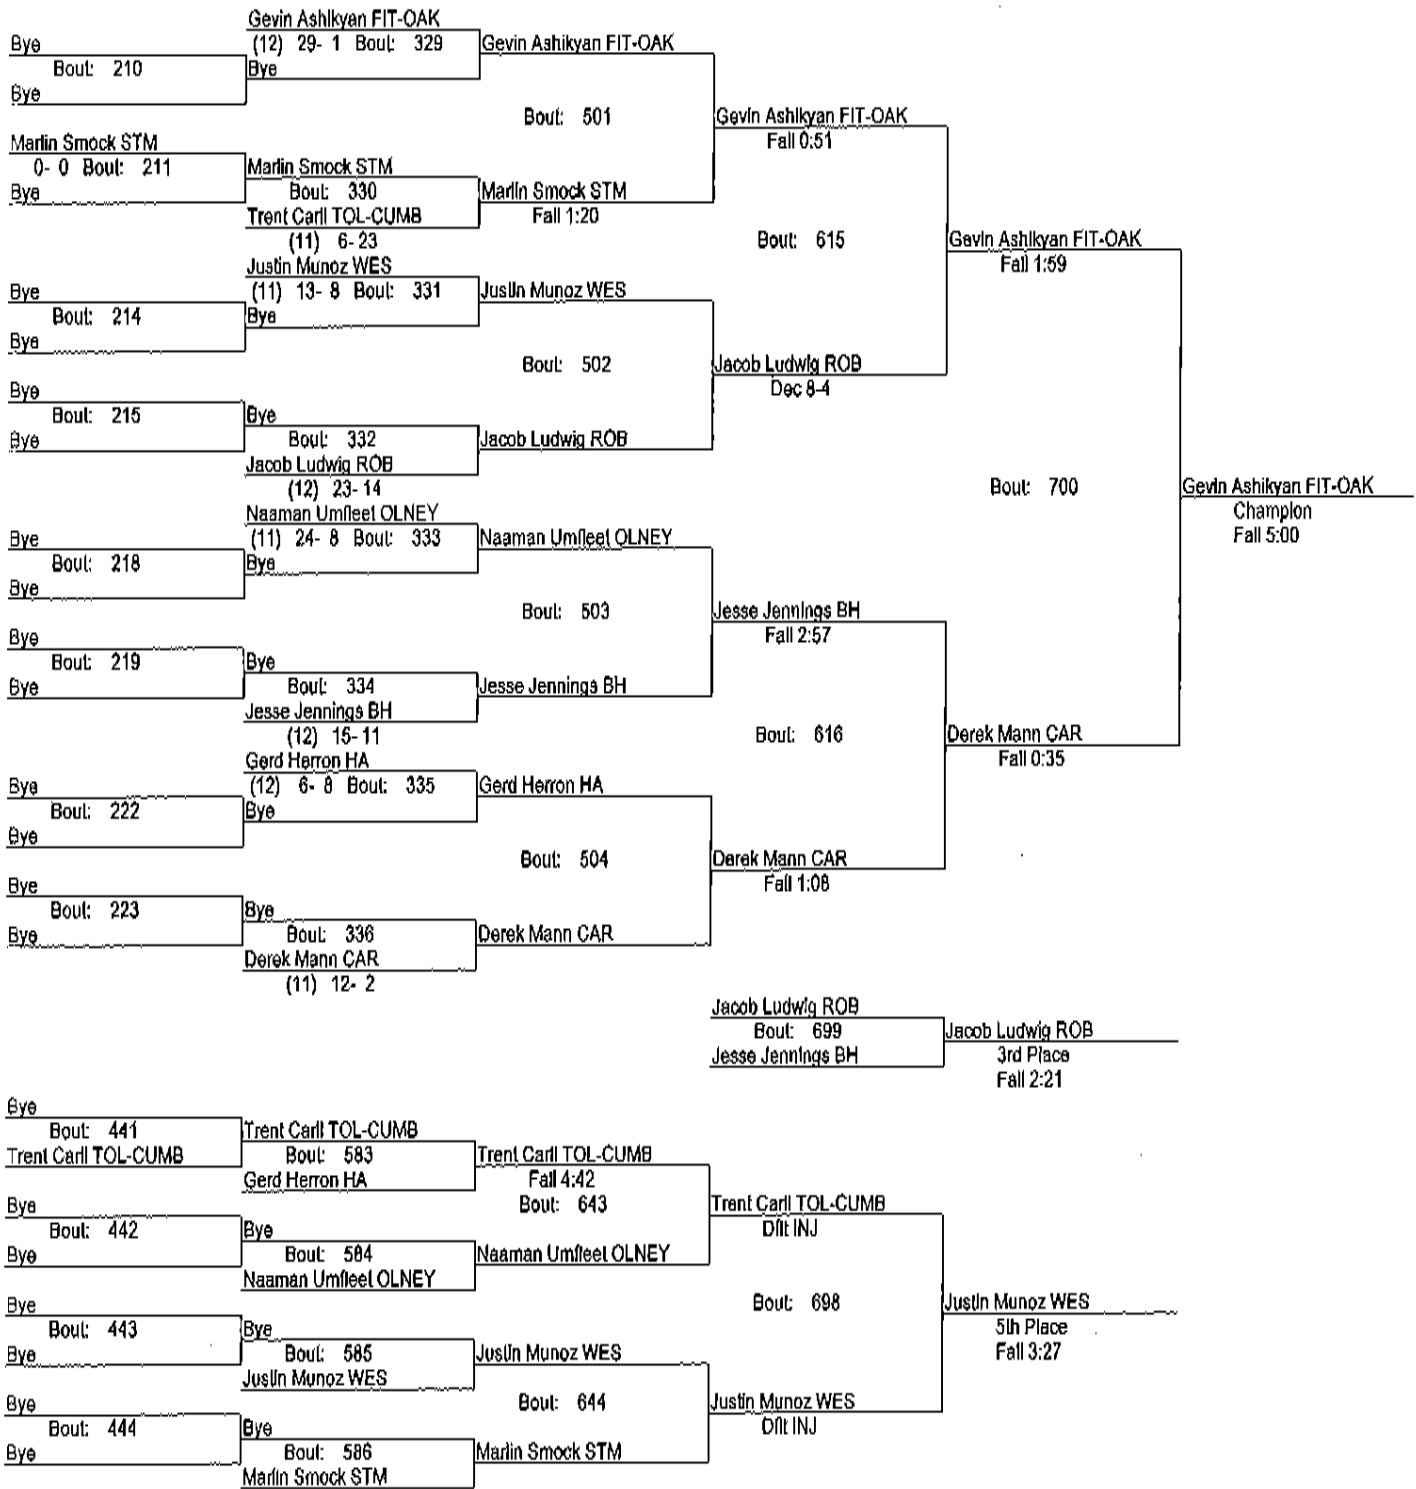 Gevin Ashikyan FIT-OAK
Bye
(12) 29- 1 Bout: 329
Gevin Ashikyan FIT-OAK
Bout: 210
Bye
Bye
Bout: 501
Gevin Ashikyan FIT-OAK
Fall 0:51
Marlin Smock STM
0- 0 Bout: 211
Marlin Smock STM
Bye
Bout: 330
Marlin Smock STM
Trent Carll TOL-CUMB
Fall 1:20
(11) 6- 23
Bout: 615
Gevin Ashikyan FIT-OAK
Fall 1:59
Justin Munoz WES
Bye
(11) 13- 8 Bout: 331
Justin Munoz WES
Bout: 214
Bye
Bye
Bout: 502
Jacob Ludwig ROB
Dec 8-4
Bye
Bout: 215
Bye
Bye
Bout: 332
Jacob Ludwig ROB
Jacob Ludwig ROB
(12) 23- 14
Bout: 700
Gevin Ashikyan FIT-OAK
Champion
Fall 5:00
Naaman Umfleet OLNEY
Bye
(11) 24- 8 Bout: 333
Naaman Umfleet OLNEY
Bout: 218
Bye
Bye
Bout: 503
Jesse Jennings BH
Fall 2:57
Bye
Bout: 219
Bye
Bye
Bout: 334
Jesse Jennings BH
Jesse Jennings BH
(12) 15- 11
Bout: 616
Derek Mann CAR
Fall 0:35
Gerd Herron HA
Bye
(12) 6- 8 Bout: 335
Gerd Herron HA
Bout: 222
Bye
Bye
Bout: 504
Derek Mann CAR
Fall 1:08
Bye
Bout: 223
Bye
Bye
Bout: 336
Derek Mann CAR
Derek Mann CAR
(11) 12- 2
Jacob Ludwig ROB
Bout: 699
Jacob Ludwig ROB
Jesse Jennings BH
3rd Place
Fall 2:21
Bye
Bout: 441
Trent Carll TOL-CUMB
Trent Carll TOL-CUMB
Bout: 583
Trent Carll TOL-CUMB
Gerd Herron HA
Fall 4:42
Bout: 643
Trent Carll TOL-CUMB
Dflt INJ
Bye
Bout: 442
Bye
Bye
Bout: 584
Naaman Umfleet OLNEY
Naaman Umfleet OLNEY
Bout: 698
Justin Munoz WES
5th Place
Fall 3:27
Bye
Bout: 443
Bye
Bye
Bout: 585
Justin Munoz WES
Justin Munoz WES
Bout: 644
Justin Munoz WES
Dflt INJ
Bye
Bout: 444
Bye
Bye
Bout: 586
Marlin Smock STM
Marlin Smock STM